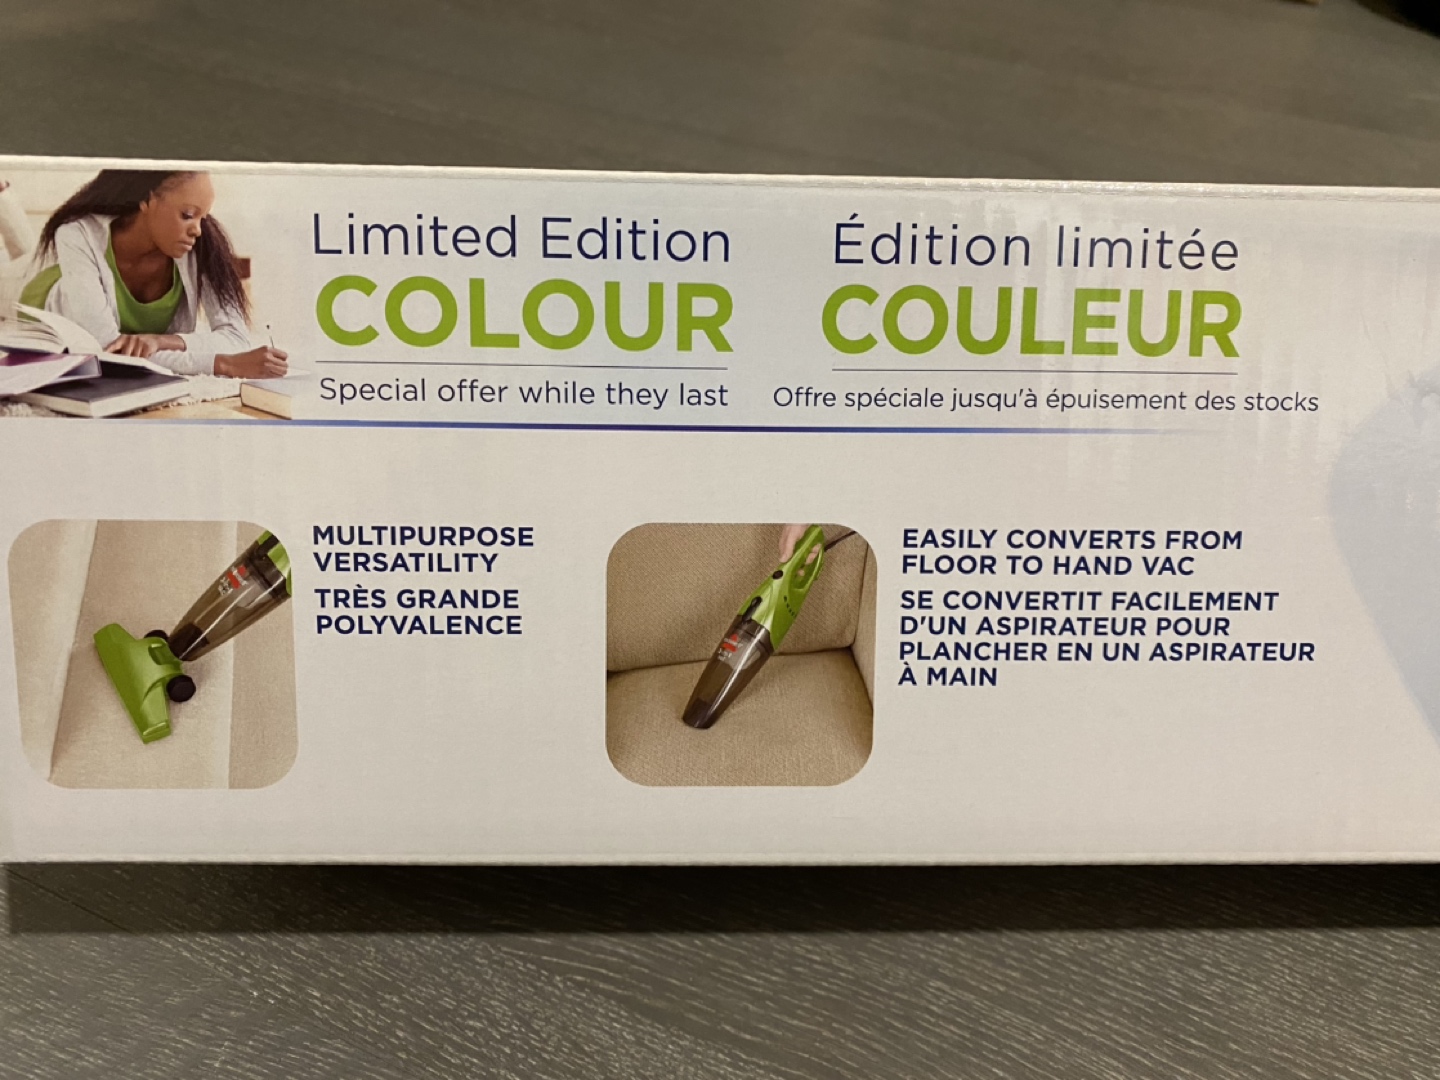 Limited Edition
COLOUR
Special offer while they last
Édition limitée
COULEUR
Offre spéciale jusqu'à épuisement des stocks
MULTIPURPOSE
VERSATILITY
TRÈS GRANDE
POLYVALENCE
EASILY CONVERTS FROM
FLOOR TO HAND VAC
SE CONVERTIT FACILEMENT
D'UN ASPIRATEUR POUR
PLANCHER EN UN ASPIRATEUR
À MAIN